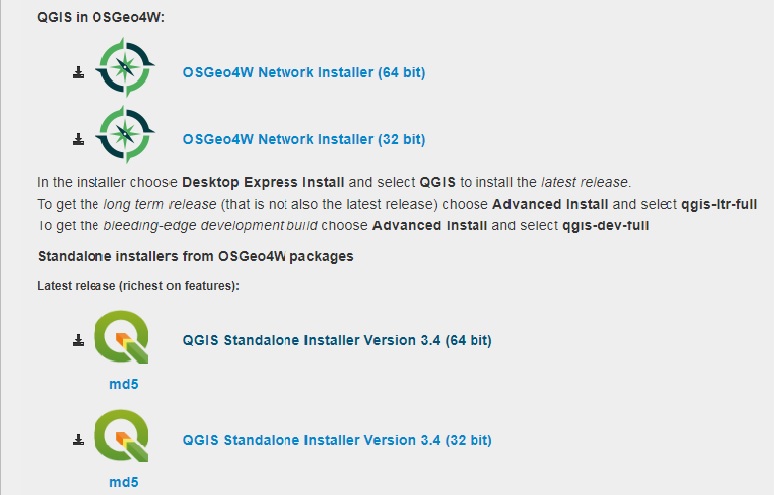 QGIS in OSGeo4W:
OSGeo4W Network Installer (64 bit)
OSGeo4W Network Installer (32 bit)
In the installer choose Desktop Express Install and select QGIS to install the latest release.
To get the long term release (that is not also the latest release) choose Advanced Install and select qgis-ltr-full
To get the bleeding-edge development build choose Advanced Install and select qgis-dev-full
Standalone installers from OSGeo4W packages
Latest release (richest on features):
QGIS Standalone Installer Version 3.4 (64 bit)
md5
QGIS Standalone Installer Version 3.4 (32 bit)
md5